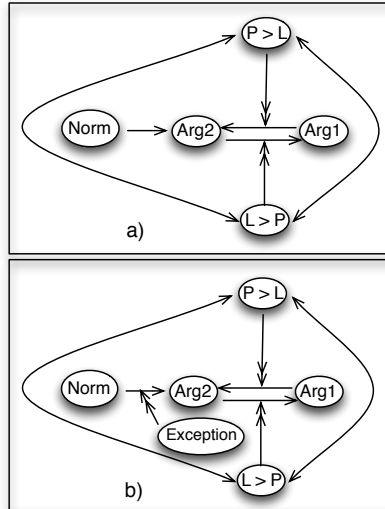 P > L
Norm
Arg2
Arg1
L > P
a)
P > L
Norm
Arg2
Arg1
Exception
L > P
b)